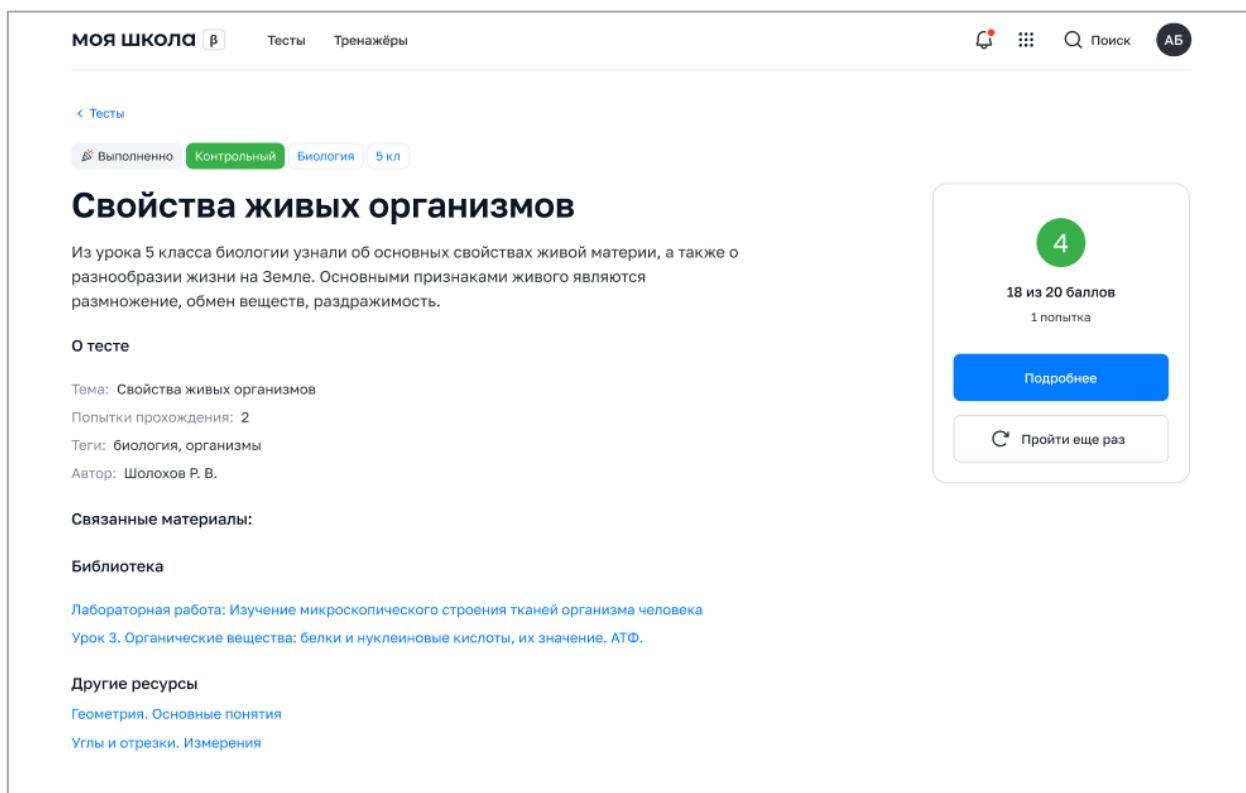 моя школа β
Тесты
Тренажёры
Поиск
АБ
Тесты
Выполненно
Контрольный
Биология
5 кл
Свойства живых организмов
Из урока 5 класса биологии узнали об основных свойствах живой материи, а также о
разнообразии жизни на Земле. Основными признаками живого являются
размножение, обмен веществ, раздражимость.
О тесте
Тема: Свойства живых организмов
Попытки прохождения: 2
Теги: биология, организмы
Автор: Шолохов Р. В.
Связанные материалы:
Библиотека
Лабораторная работа: Изучение микроскопического строения тканей организма человека
Урок 3. Органические вещества: белки и нуклеиновые кислоты, их значение. АТФ.
Другие ресурсы
Геометрия. Основные понятия
Углы и отрезки. Измерения
4
18 из 20 баллов
1 попытка
Подробнее
Пройти еще раз